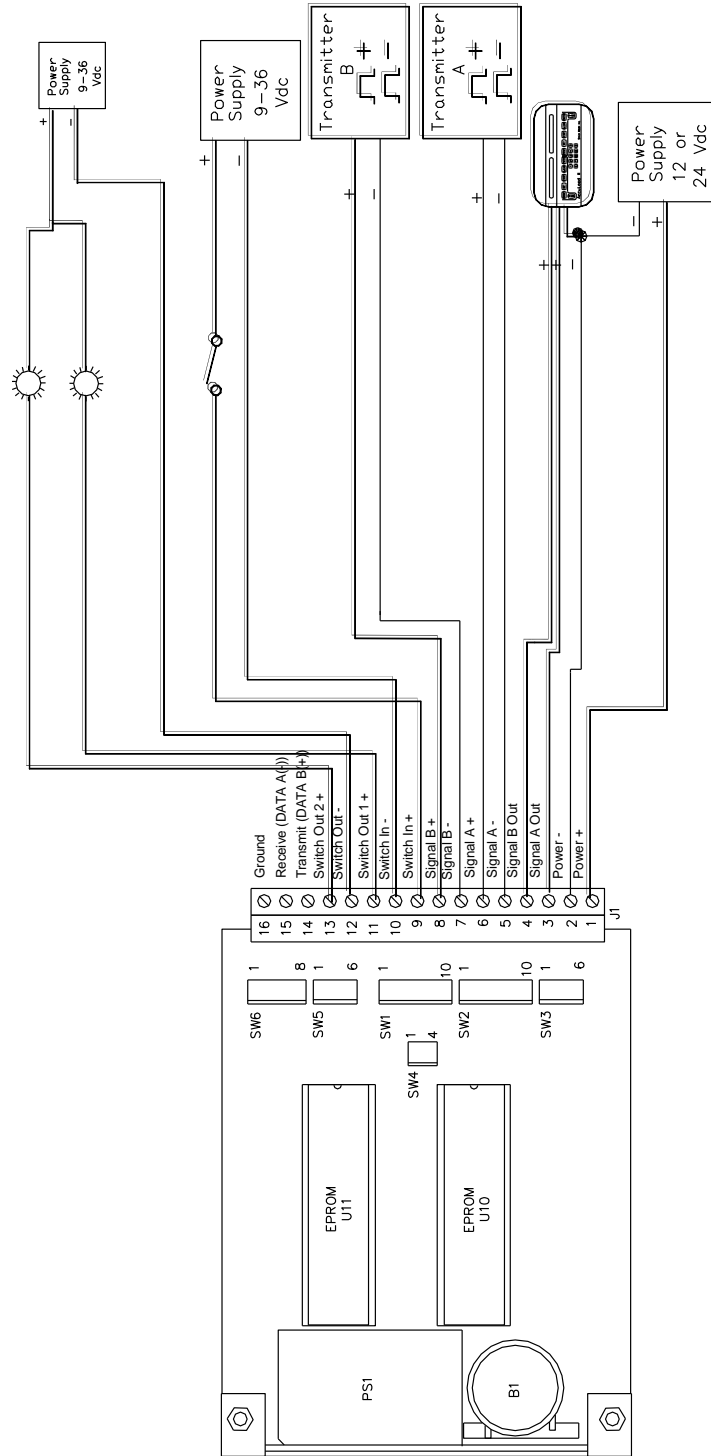 Power
Supply
9-36
Vdc
+
-
Power
Supply
9-36
Vdc
+
-
Transmitter
B
+
-
+
-
Transmitter
A
+
-
+
-
+
+
-
Power
Supply
12 or
24 Vdc
-
+
Ground
Receive (DATA A(-))
Transmit (DATA B(+))
Switch Out 2 +
Switch Out -
Switch Out 1 +
Switch In -
Switch In +
Signal B +
Signal B -
Signal A +
Signal A -
Signal B Out
Signal A Out
Power -
Power +
16
15
14
13
12
11
10
9
8
7
6
5
4
3
2
1
J1
SW6
1
8
SW5
1
6
SW1
1
10
SW4
1
4
SW2
1
10
SW3
1
6
EPROM
U11
EPROM
U10
PS1
B1